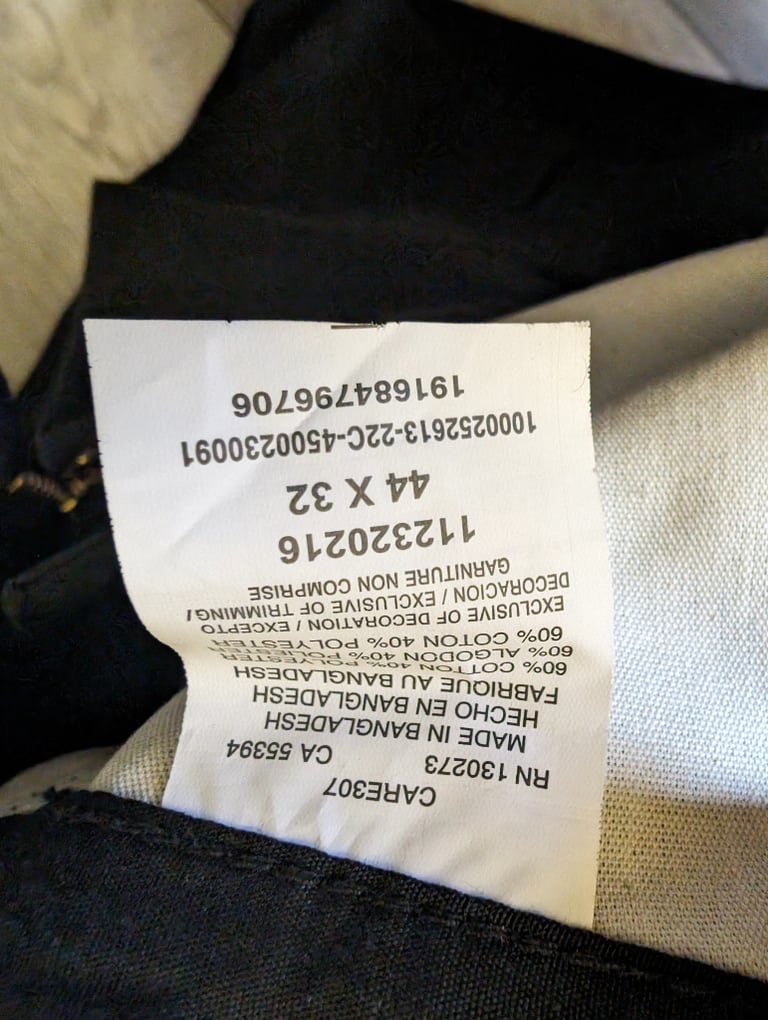 CARE307
RN 130273 CA 55394
MADE IN BANGLADESH
HECHO EN BANGLADESH
FABRIQUE AU BANGLADESH
60% COTTON 40% POLYESTER
60% ALGODON 40% POLIESTER
60% COTON 40% POLYESTER
EXCLUSIVE OF DECORATION / EXCEPTO
DECORACION / EXCLUSIVE OF TRIMMING/
GARNITURE NON COMPRISE
112320216
44 X 32
1000252613-22C-4500230091
191684796706